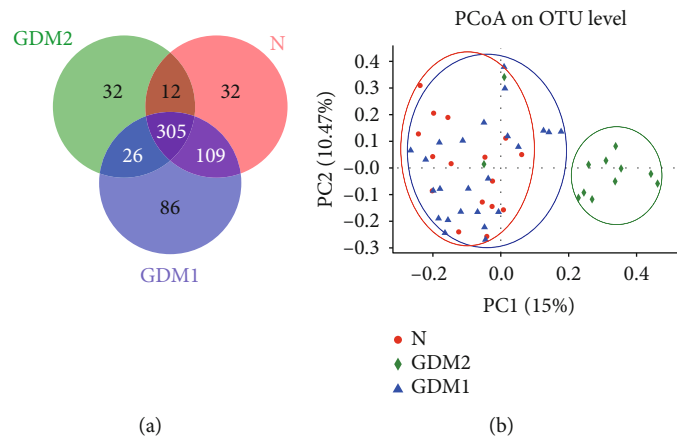 GDM2
N
32
12
32
305
26
109
86
GDM1
(a)
PCoA on OTU level
PC2 (10.47%)
0.4
0.3
0.2
0.1
−0.0
−0.1
−0.2
−0.3
−0.2
0.0
0.2
0.4
PC1 (15%)
N
GDM2
GDM1
(b)